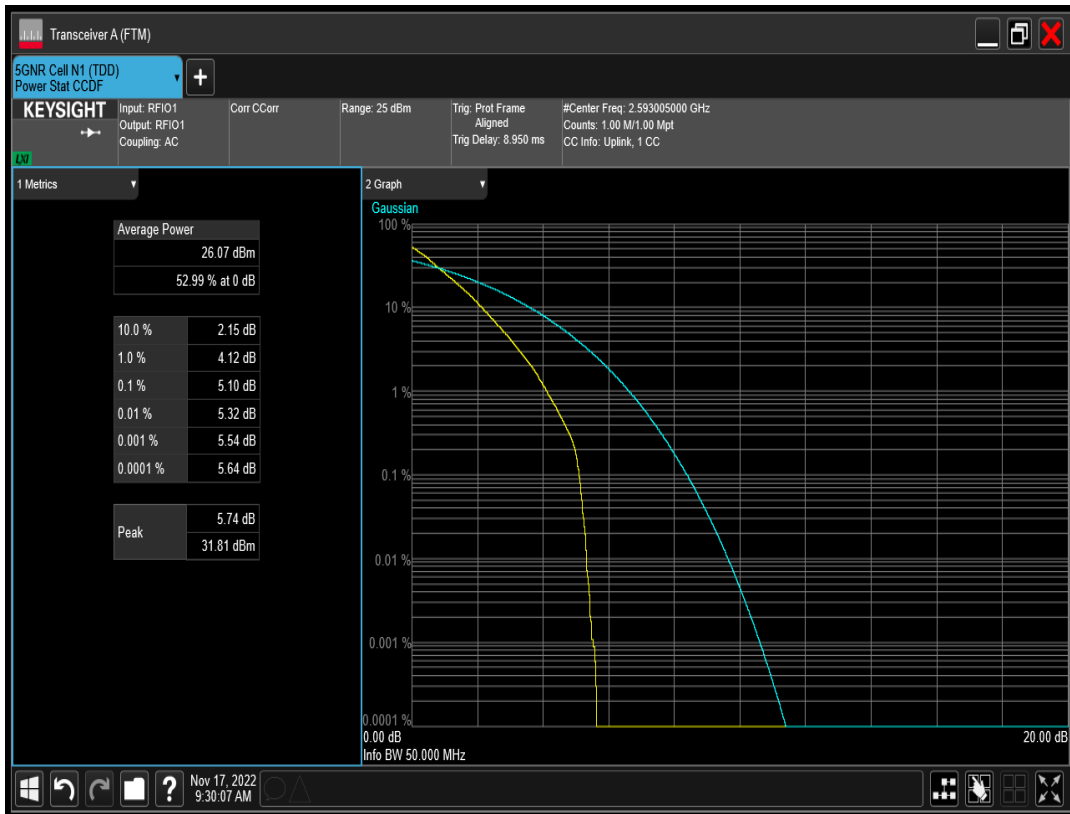 Transceiver A (FTM)
5GNR Cell N1 (TDD)
Power Stat CCDF
+
KEYSIGHT
LXI
Input: RFIO1
Output: RFIO1
Coupling: AC
Corr CCorr
Range: 25 dBm
Trig: Prot Frame
Aligned
Trig Delay: 8.950 ms
#Center Freq: 2.593005000 GHz
Counts: 1.00 M/1.00 Mpt
CC Info: Uplink, 1 CC
1 Metrics
Average Power
26.07 dBm
52.99 % at 0 dB
10.0 % 2.15 dB
1.0 % 4.12 dB
0.1 % 5.10 dB
0.01 % 5.32 dB
0.001 % 5.54 dB
0.0001 % 5.64 dB
Peak
5.74 dB
31.81 dBm
2 Graph
Gaussian
100 %
10 %
1 %
0.1 %
0.01 %
0.001 %
0.0001 %
0.00 dB 20.00 dB
Info BW 50.000 MHz
?
Nov 17, 2022
9:30:07 AM